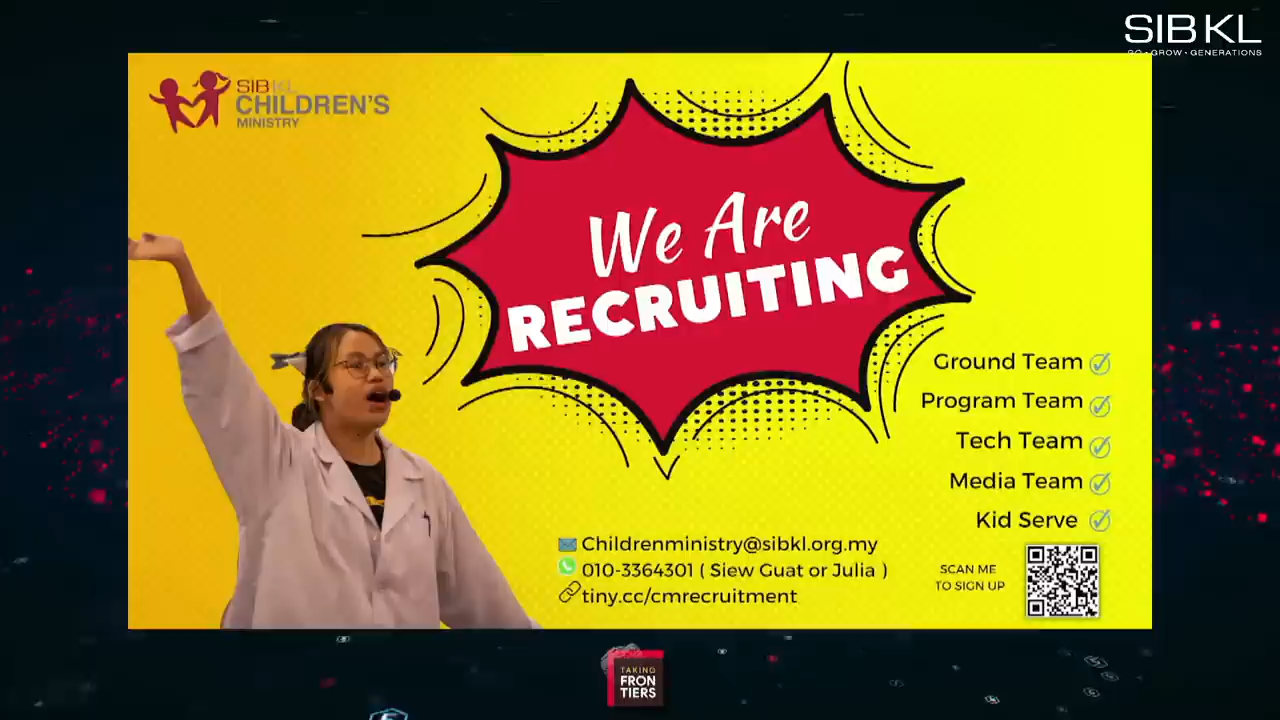 SIBKL
GO • GROW • GENERATIONS
SIBKL
CHILDREN'S
MINISTRY
We Are
RECRUITING
Ground Team
Program Team
Tech Team
Media Team
Kid Serve
Childrenministry@sibkl.org.my
010-3364301 ( Siew Guat or Julia )
tiny.cc/cmrecruitment
SCAN ME
TO SIGN UP
TAKING
FRON
TIERS